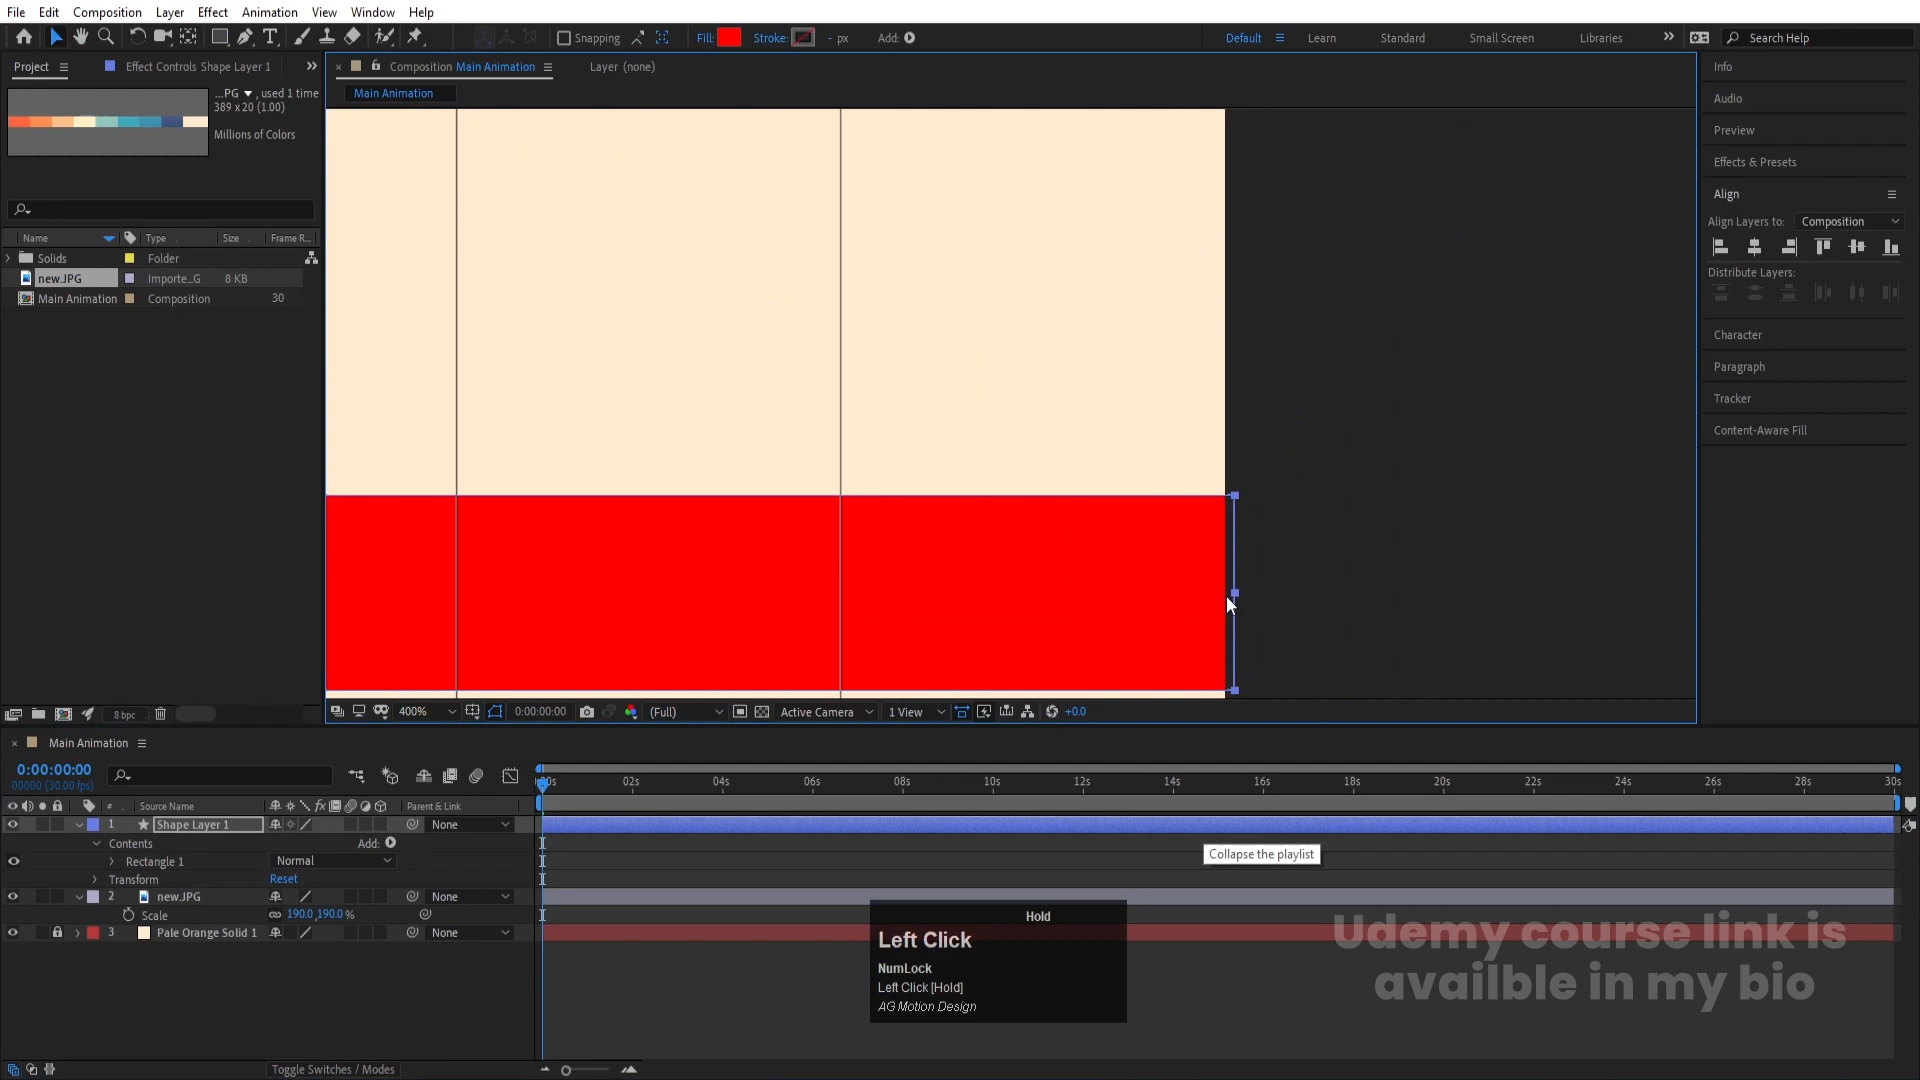 File Edit Composition Layer Effect Animation View Window Help
Snapping Fill: Stroke: - px Add: Default Learn Standard Small Screen Libraries Search Help
Project Effect Controls Shape Layer 1 Composition Main Animation Layer (none) Info
...PG , used 1 time
389 x 20 (1.00)
Millions of Colors
Main Animation
Audio
Preview
Effects & Presets
Align
Align Layers to: Composition
Distribute Layers:
Character
Paragraph
Tracker
Content-Aware Fill
Name Type Size Frame R...
Solids Folder
new.JPG Importe...G 8 KB
Main Animation Composition 30
8 bpc
400% 0:00:00:00 (Full) Active Camera 1 View +0.0
Main Animation
0:00:00:00
00000 (30.00 fps)
02s 04s 06s 08s 10s 12s 14s 16s 18s 20s 22s 24s 26s 28s 30s
# Source Name Parent & Link
1 Shape Layer 1 None
Contents Add:
Rectangle 1 Normal
Transform Reset
2 new.JPG None
Scale 190.0,190.0 %
3 Pale Orange Solid 1 None
Collapse the playlist
Hold
Left Click
NumLock
Left Click [Hold]
AG Motion Design
Udemy course link is
availble in my bio
Toggle Switches / Modes